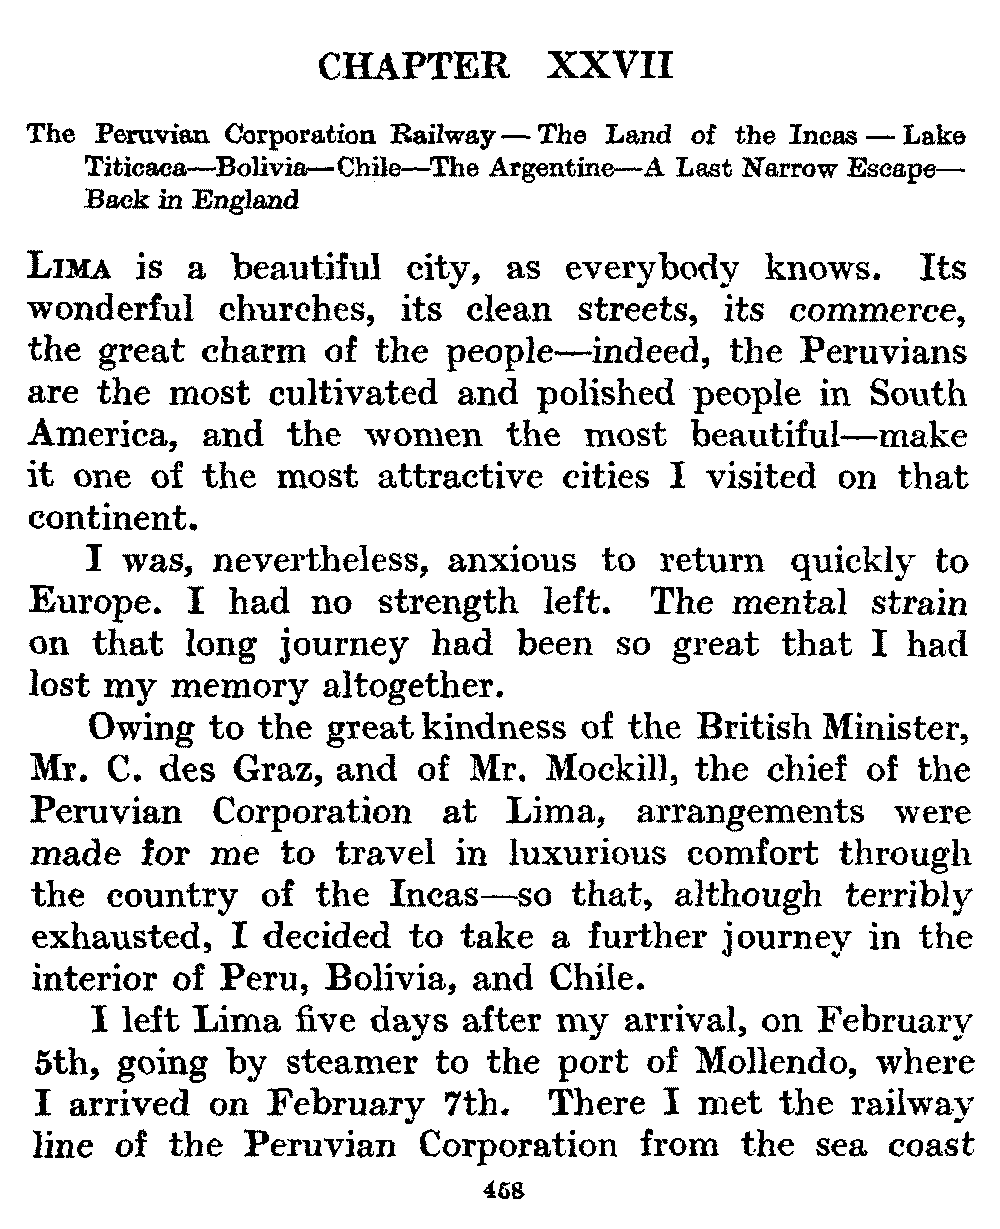 CHAPTER XXVII
The Peruvian Corporation Railway — The Land of the Incas — Lake
Titicaca—Bolivia—Chile—The Argentine—A Last Narrow Escape—
Back in England
LIMA is a beautiful city, as everybody knows. Its
wonderful churches, its clean streets, its commerce,
the great charm of the people—indeed, the Peruvians
are the most cultivated and polished people in South
America, and the women the most beautiful—make
it one of the most attractive cities I visited on that
continent.
I was, nevertheless, anxious to return quickly to
Europe. I had no strength left. The mental strain
on that long journey had been so great that I had
lost my memory altogether.
Owing to the great kindness of the British Minister,
Mr. C. des Graz, and of Mr. Mockill, the chief of the
Peruvian Corporation at Lima, arrangements were
made for me to travel in luxurious comfort through
the country of the Incas—so that, although terribly
exhausted, I decided to take a further journey in the
interior of Peru, Bolivia, and Chile.
I left Lima five days after my arrival, on February
5th, going by steamer to the port of Mollendo, where
I arrived on February 7th. There I met the railway
line of the Peruvian Corporation from the sea coast
458